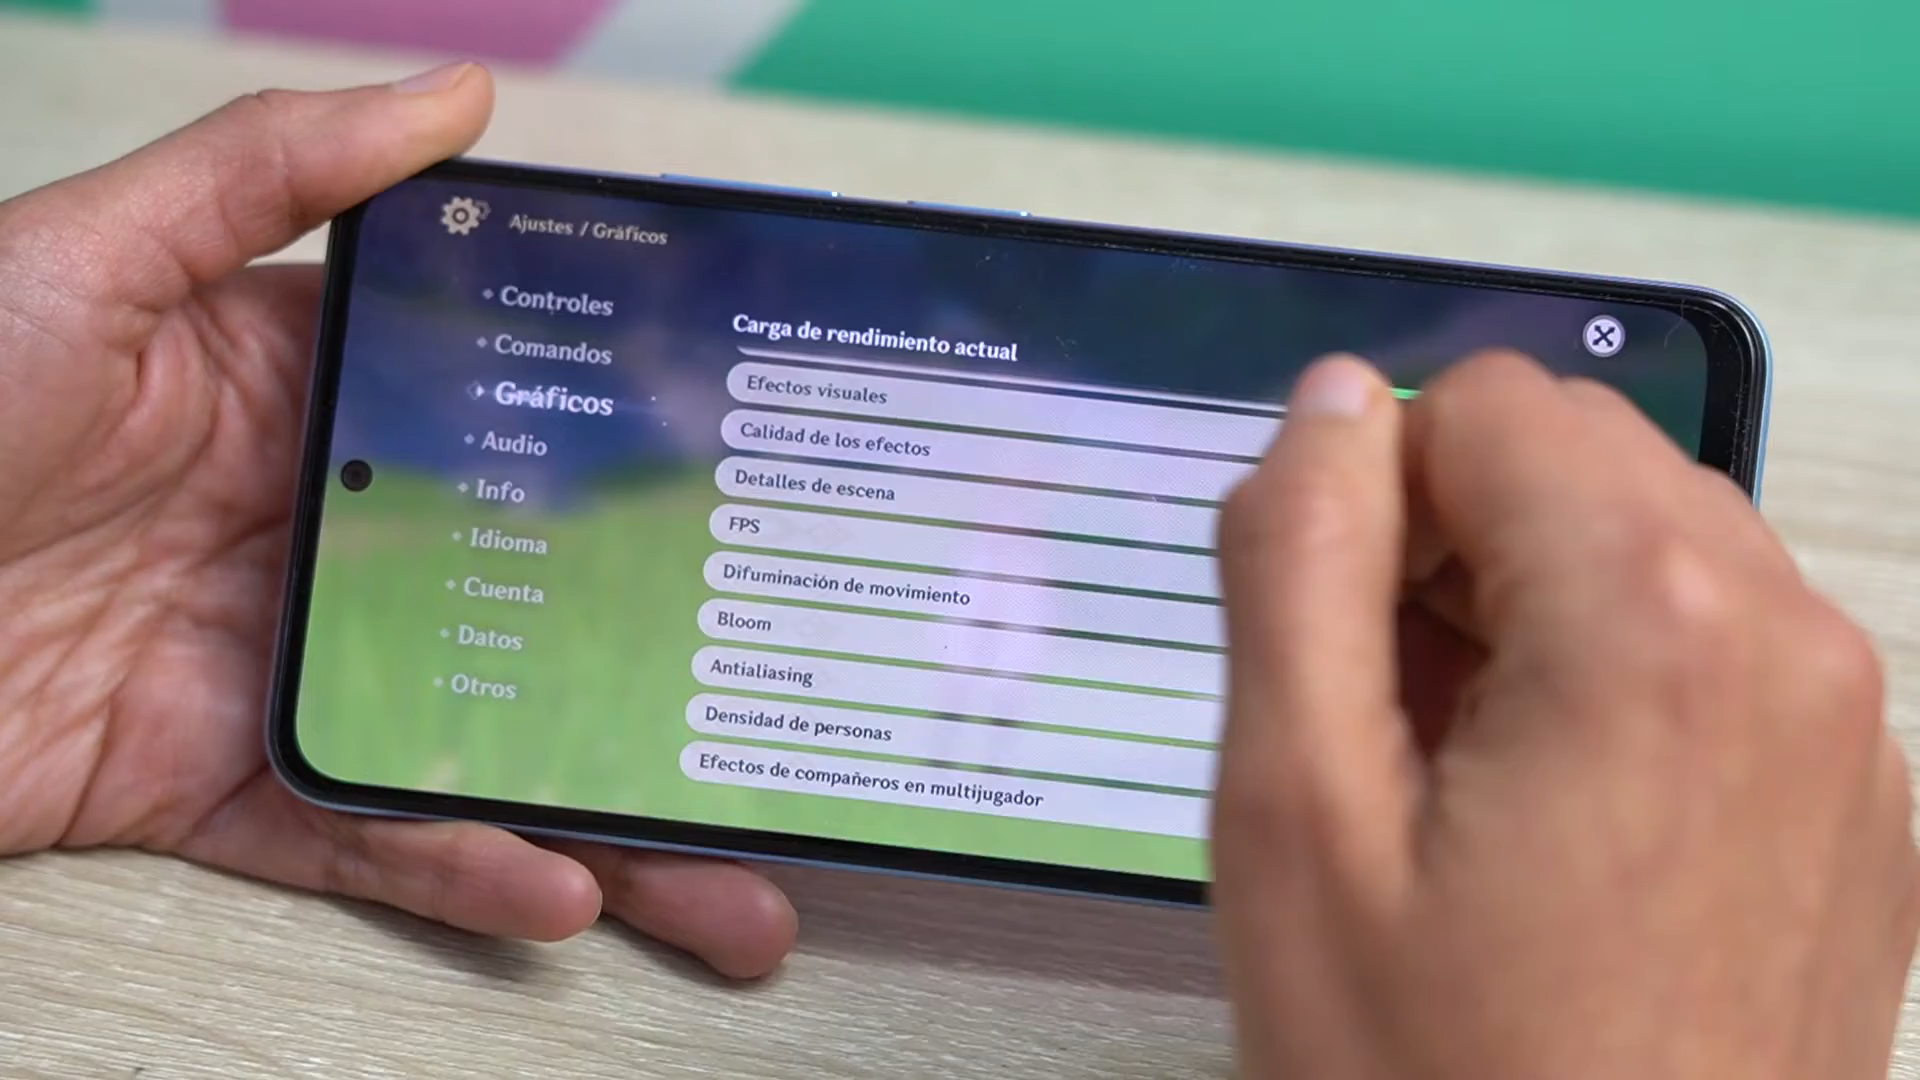 Ajustes / Gráficos
Controles
Comandos
Gráficos
Audio
Info
Idioma
Cuenta
Datos
Otros
Carga de rendimiento actual
Efectos visuales
Calidad de los efectos
Detalles de escena
FPS
Difuminación de movimiento
Bloom
Antialiasing
Densidad de personas
Efectos de compañeros en multijugador